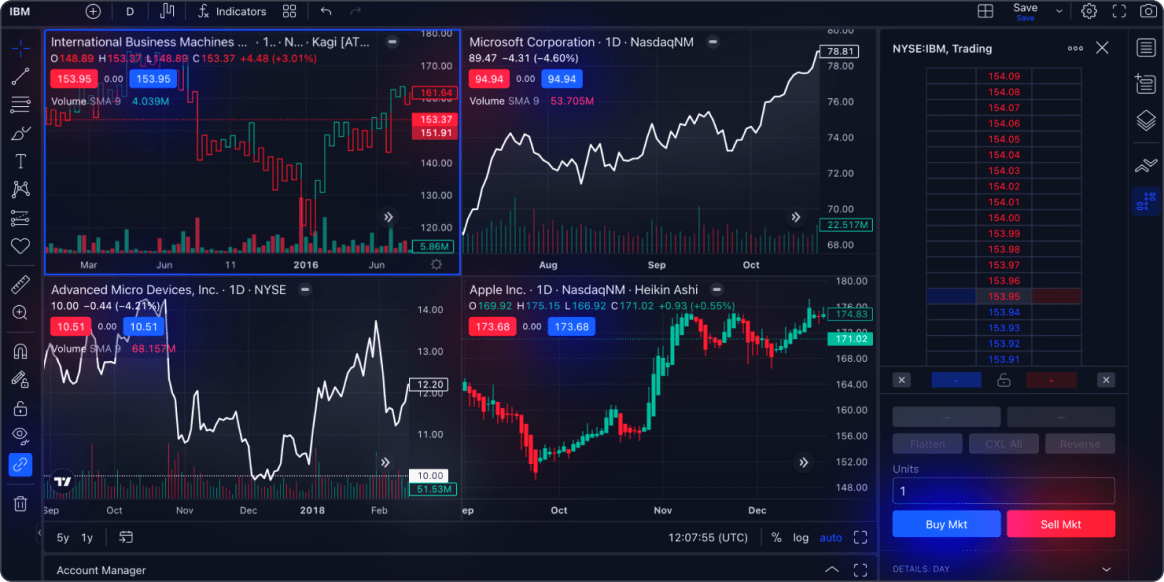 IBM D Indicators Save
Save
International Business Machines ... · 1.. · N... · Kagi [AT...
O148.89 H153.37 L148.89 C153.37 +4.48 (+3.01%)
153.95 0.00 153.95
Volume SMA 9 4.039M
180.00
170.00
161.64
153.37
151.91
140.00
130.00
120.00
5.86M
Mar Jun 11 2016 Jun
Microsoft Corporation · 1D · NasdaqNM
89.47 −4.31 (−4.60%)
94.94 0.00 94.94
Volume SMA 9 53.705M
80.00
78.81
78.00
76.00
74.00
72.00
70.00
22.517M
68.00
Aug Sep Oct
Advanced Micro Devices, Inc. · 1D · NYSE
10.00 −0.44 (−4.21%)
10.51 0.00 10.51
Volume SMA 9 68.157M
14.00
13.00
12.20
12.00
11.00
10.00
51.53M
Sep Oct Nov Dec 2018 Feb
Apple Inc. · 1D · NasdaqNM · Heikin Ashi
O169.92 H175.15 L166.92 C171.02 +0.93 (+0.55%)
173.68 0.00 173.68
180.00
176.00
174.83
172.00
171.02
168.00
164.00
160.00
156.00
152.00
148.00
ep Oct Nov Dec
5y 1y 12:07:55 (UTC) % log auto
Account Manager
NYSE:IBM, Trading
154.09
154.08
154.07
154.06
154.05
154.04
154.03
154.02
154.01
154.00
153.99
153.98
153.97
153.96
153.95
153.94
153.93
153.92
153.91
Flatten CXL All Reverse
Units
1
Buy Mkt Sell Mkt
DETAILS: DAY